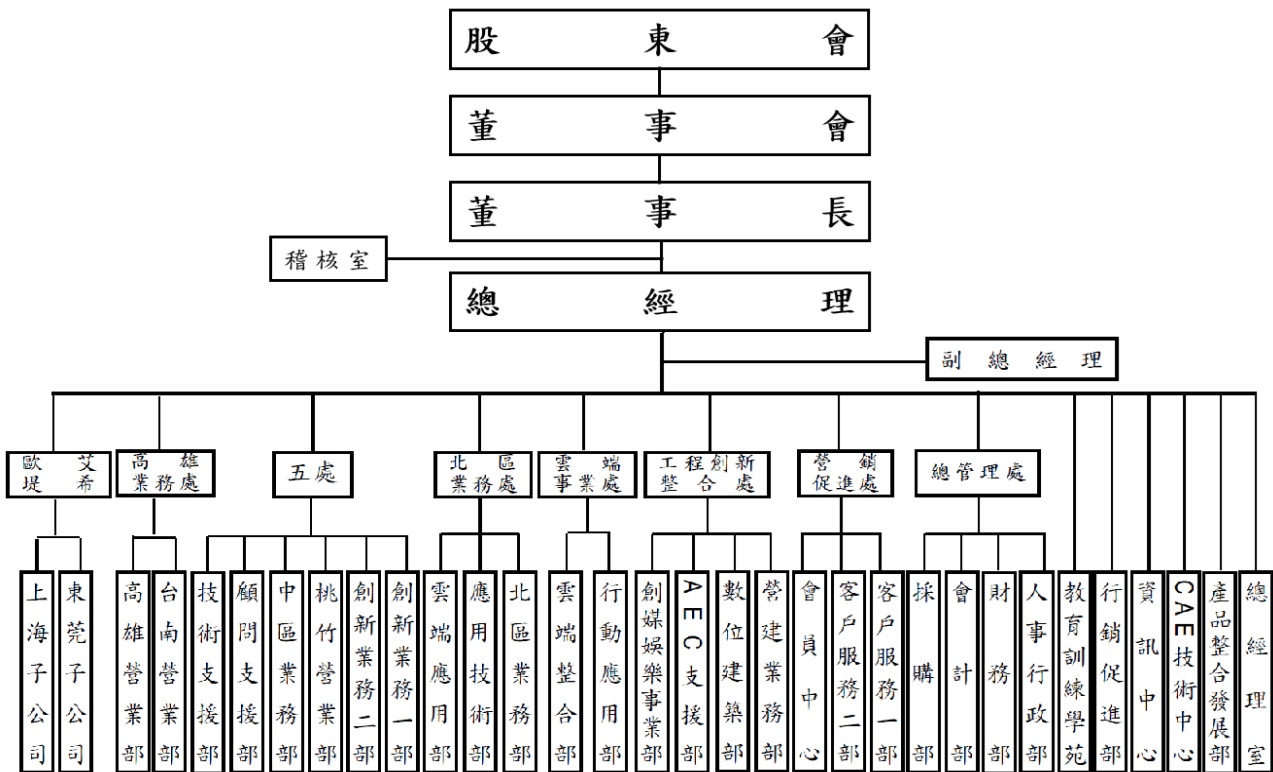 股東會
董事會
董事長
稽核室
總經理
副總經理
歐艾
堤希
高雄
業務處
五處
北區
業務處
雲端
事業處
工程創新
整合處
營銷
促進處
總管理處
上海子公司
東莞子公司
高雄營業部
台南營業部
技術支援部
顧問支援部
中區業務部
桃竹營業部
創新業務二部
創新業務一部
雲端應用部
應用技術部
北區業務部
雲端整合部
行動應用部
創媒娛樂事業部
AEC支援部
數位建築部
營建業務部
會員中心
客戶服務二部
客戶服務一部
採購部
會計部
財務部
人事行政部
教育訓練學苑
行銷促進部
資訊中心
CAE技術中心
產品整合發展部
總經理室